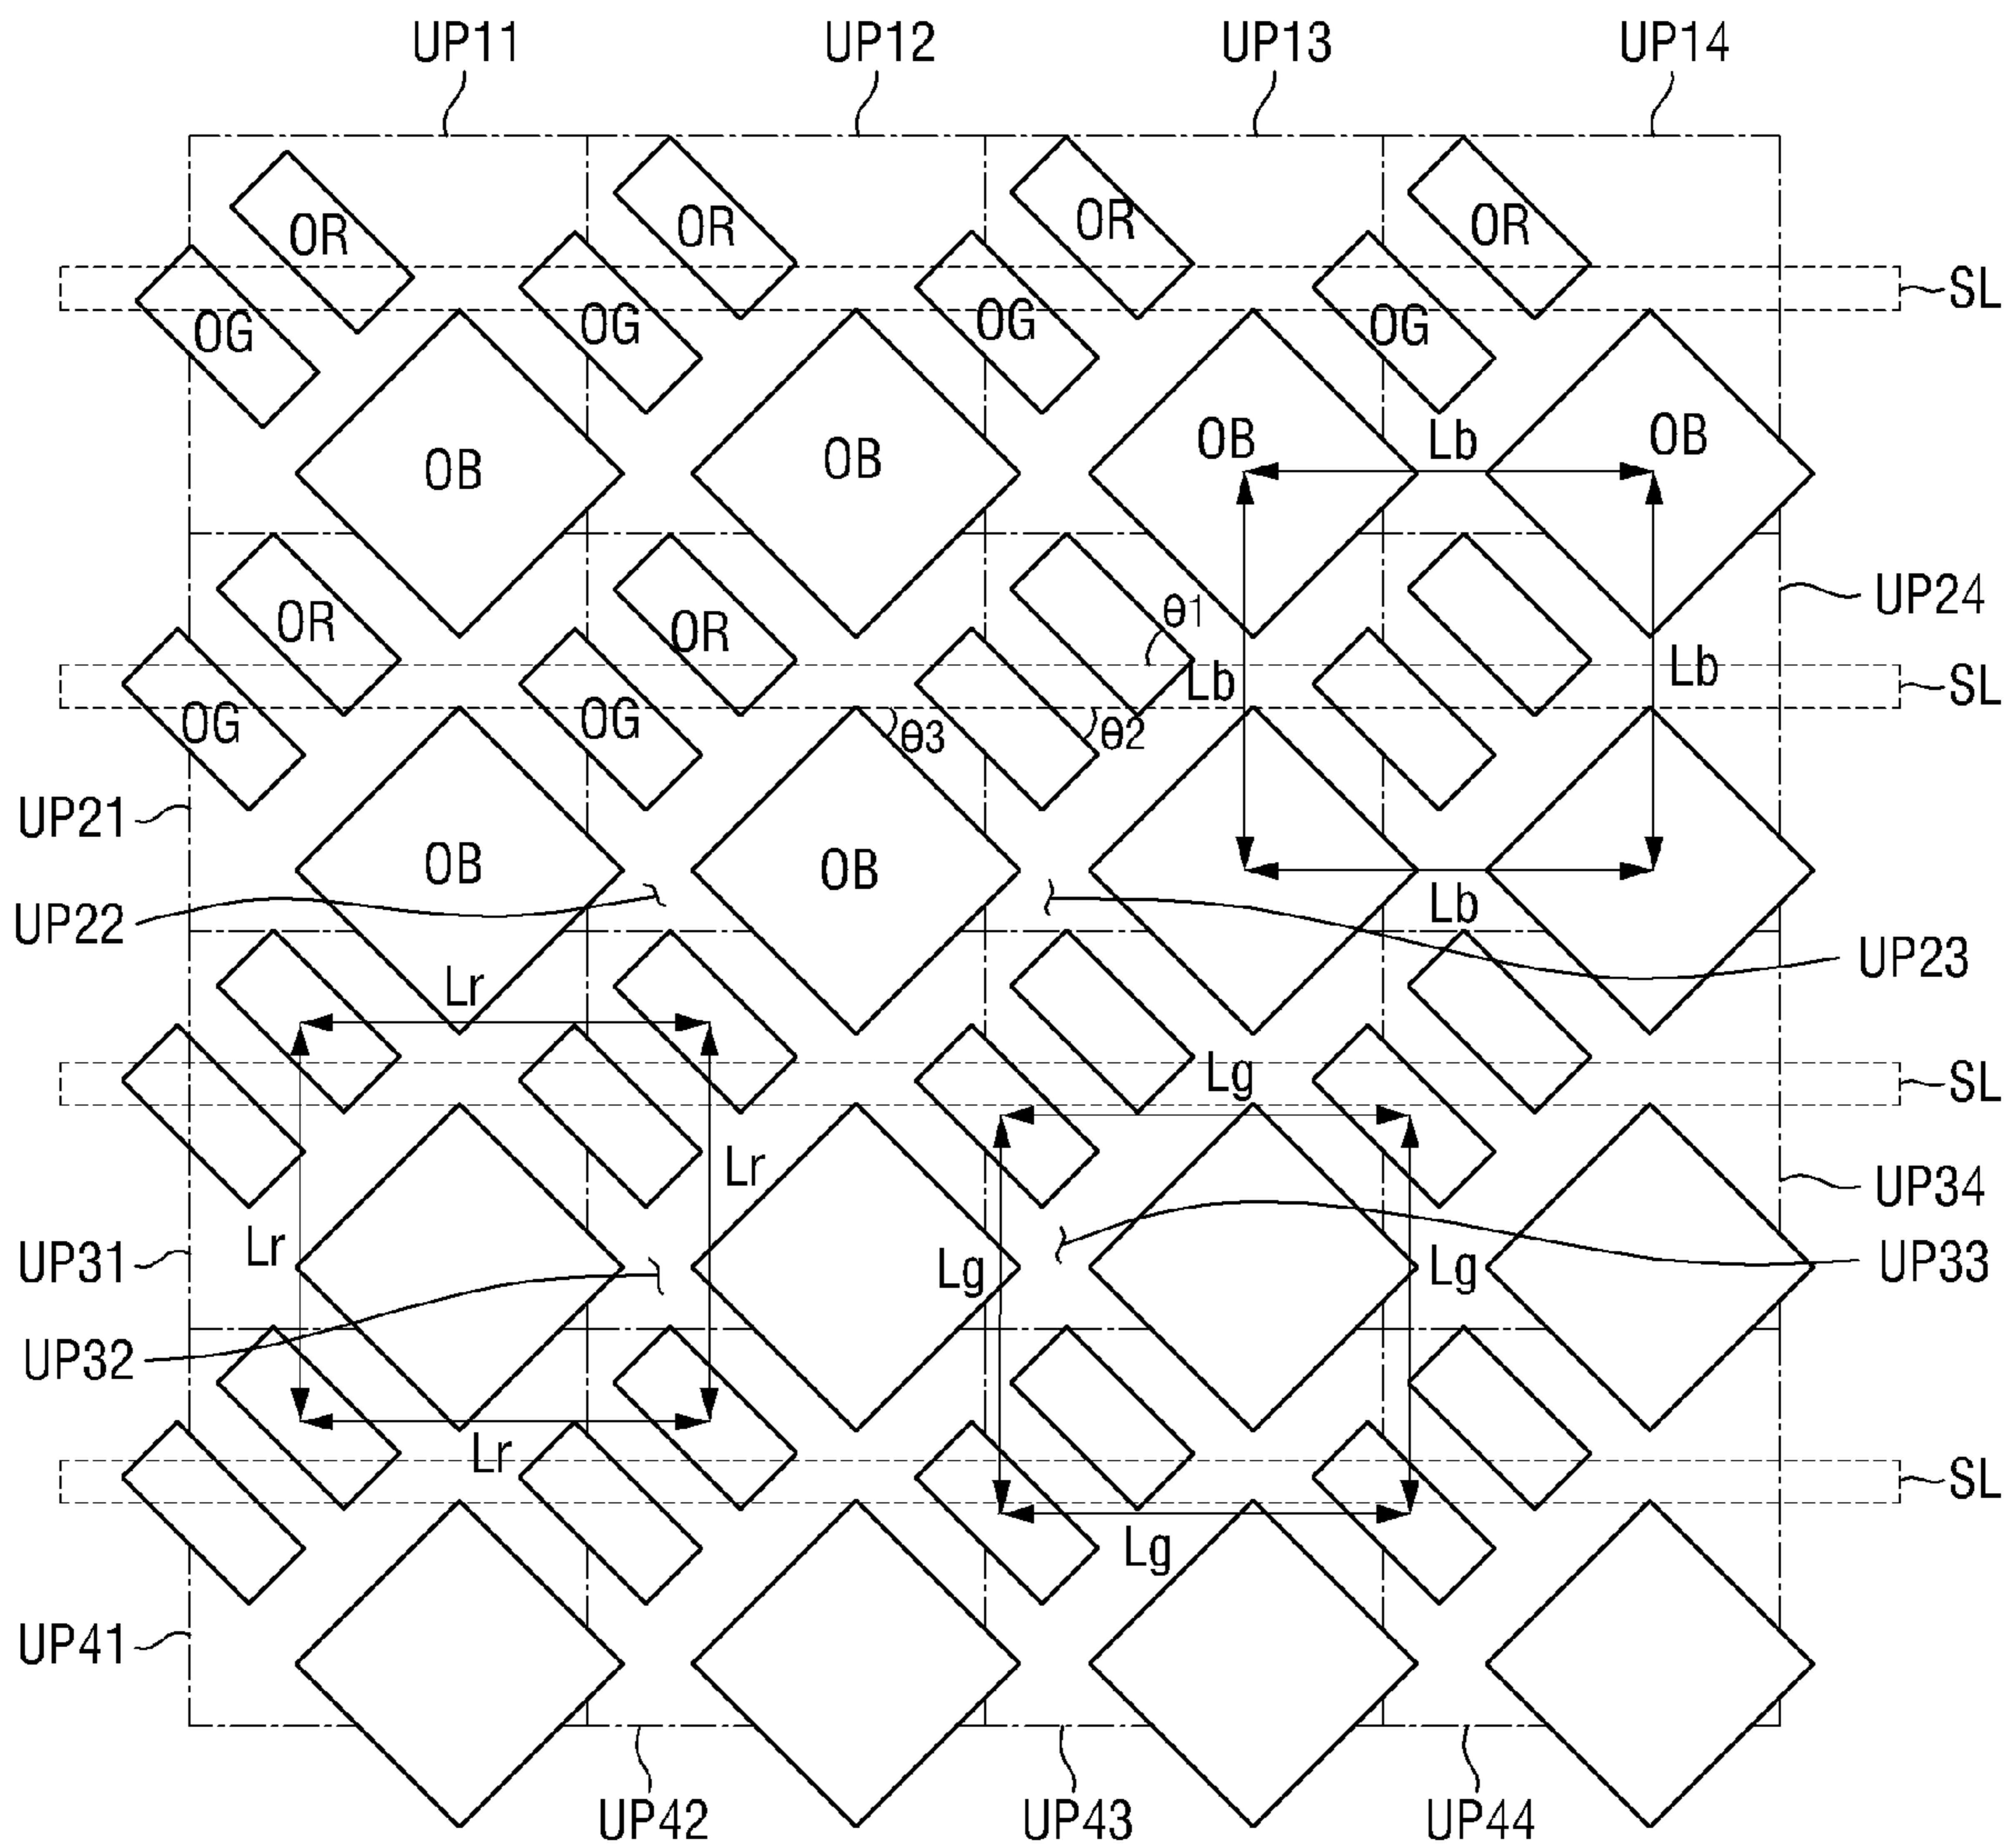 UP11 UP12 UP13 UP14
OR OR OR OR
OG OG OG OG SL
OB OB OB Lb OB
UP24
OR OR θ1
Lb Lb SL
OG OG θ3 θ2
UP21
OB OB
UP22 Lb
UP23
Lr
Lg SL
Lr
UP34
UP31 Lr Lg Lg UP33
UP32
Lr SL
Lg
UP41
UP42 UP43 UP44